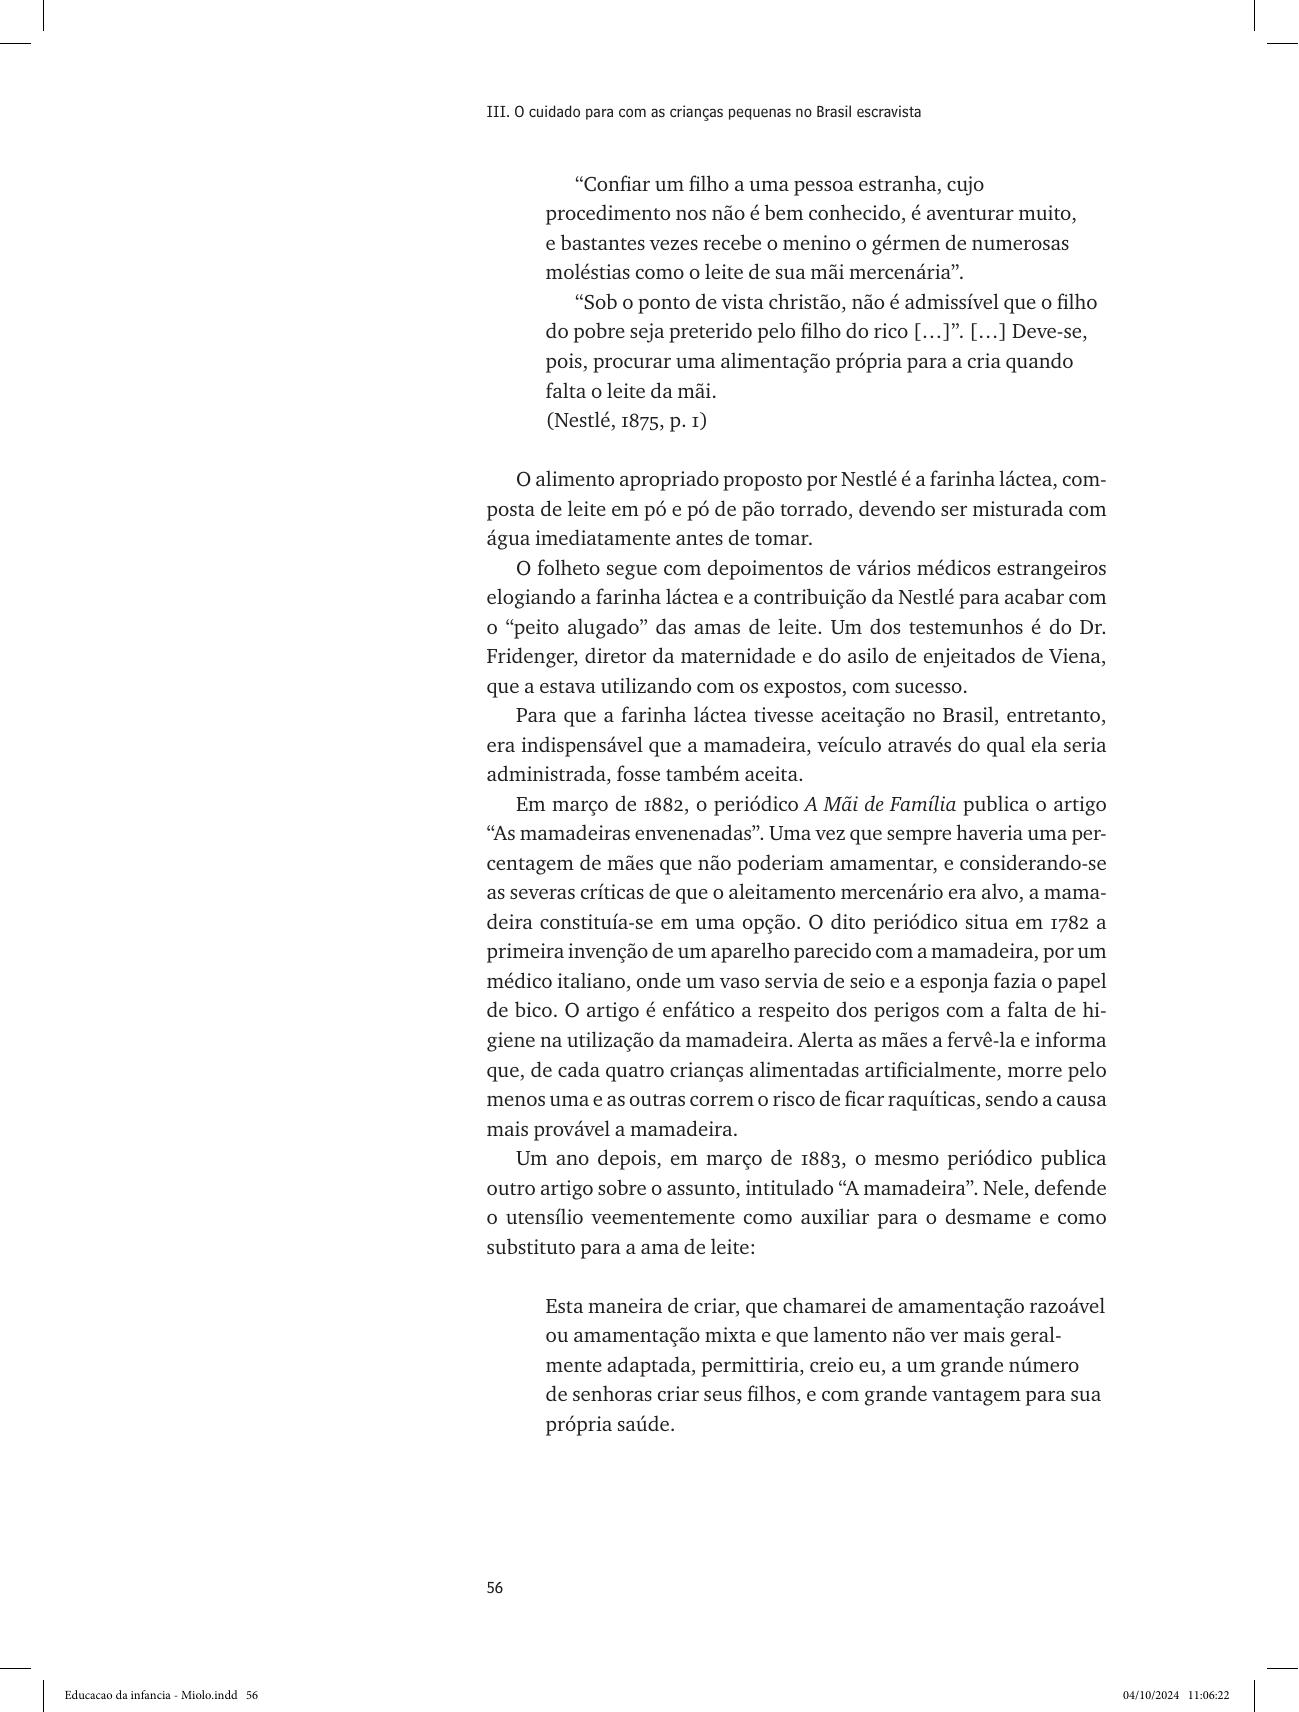 III. O cuidado para com as crianças pequenas no Brasil escravista
“Confiar um filho a uma pessoa estranha, cujo
procedimento nos não é bem conhecido, é aventurar muito,
e bastantes vezes recebe o menino o gérmen de numerosas
moléstias como o leite de sua mãi mercenária”.
“Sob o ponto de vista christão, não é admissível que o filho
do pobre seja preterido pelo filho do rico […]”. […] Deve-se,
pois, procurar uma alimentação própria para a cria quando
falta o leite da mãi.
(Nestlé, 1875, p. 1)
O alimento apropriado proposto por Nestlé é a farinha láctea, com-
posta de leite em pó e pó de pão torrado, devendo ser misturada com
água imediatamente antes de tomar.
O folheto segue com depoimentos de vários médicos estrangeiros
elogiando a farinha láctea e a contribuição da Nestlé para acabar com
o “peito alugado” das amas de leite. Um dos testemunhos é do Dr.
Fridenger, diretor da maternidade e do asilo de enjeitados de Viena,
que a estava utilizando com os expostos, com sucesso.
Para que a farinha láctea tivesse aceitação no Brasil, entretanto,
era indispensável que a mamadeira, veículo através do qual ela seria
administrada, fosse também aceita.
Em março de 1882, o periódico A Mãi de Família publica o artigo
“As mamadeiras envenenadas”. Uma vez que sempre haveria uma per-
centagem de mães que não poderiam amamentar, e considerando-se
as severas críticas de que o aleitamento mercenário era alvo, a mama-
deira constituía-se em uma opção. O dito periódico situa em 1782 a
primeira invenção de um aparelho parecido com a mamadeira, por um
médico italiano, onde um vaso servia de seio e a esponja fazia o papel
de bico. O artigo é enfático a respeito dos perigos com a falta de hi-
giene na utilização da mamadeira. Alerta as mães a fervê-la e informa
que, de cada quatro crianças alimentadas artificialmente, morre pelo
menos uma e as outras correm o risco de ficar raquíticas, sendo a causa
mais provável a mamadeira.
Um ano depois, em março de 1883, o mesmo periódico publica
outro artigo sobre o assunto, intitulado “A mamadeira”. Nele, defende
o utensílio veementemente como auxiliar para o desmame e como
substituto para a ama de leite:
Esta maneira de criar, que chamarei de amamentação razoável
ou amamentação mixta e que lamento não ver mais geral-
mente adaptada, permittiria, creio eu, a um grande número
de senhoras criar seus filhos, e com grande vantagem para sua
própria saúde.
56
Educacao da infancia - Miolo.indd 56
04/10/2024 11:06:22